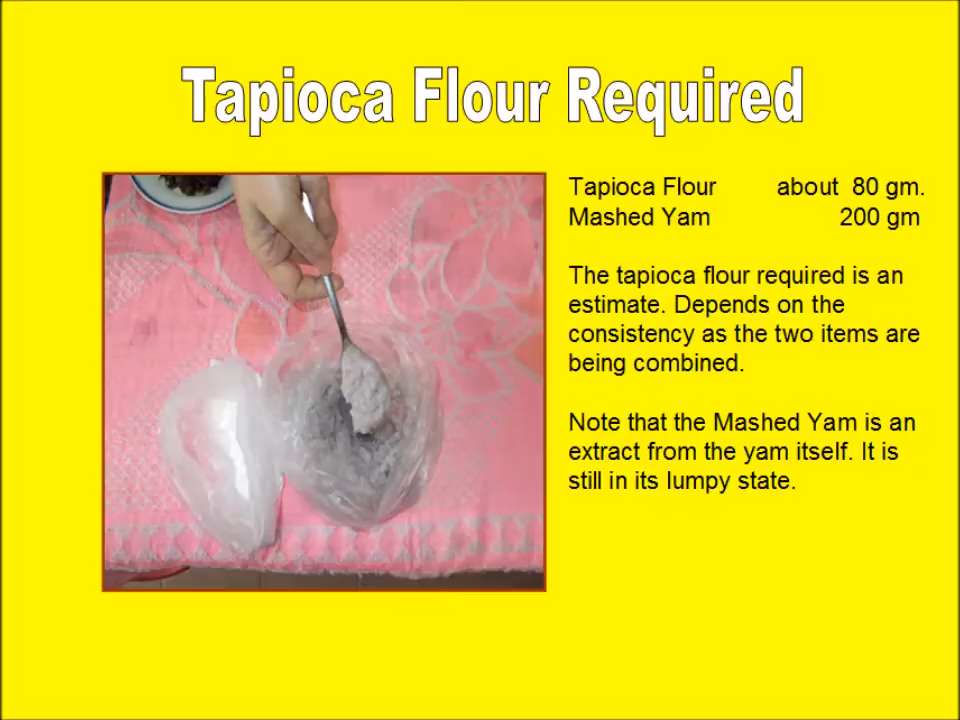 Tapioca Flour Required
Tapioca Flour about 80 gm.
Mashed Yam 200 gm
The tapioca flour required is an
estimate. Depends on the
consistency as the two items are
being combined.
Note that the Mashed Yam is an
extract from the yam itself. It is
still in its lumpy state.